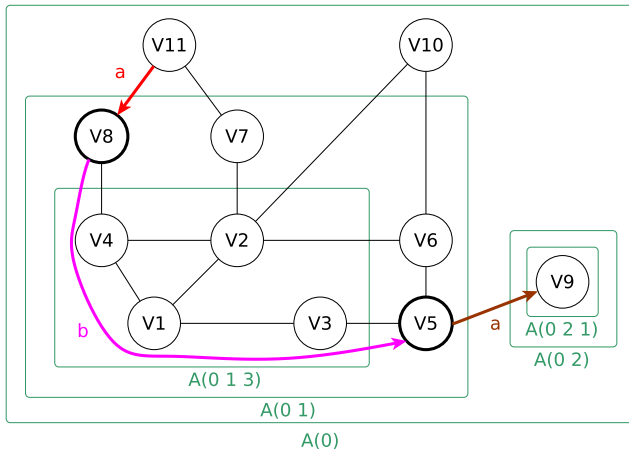 V11
V10
a
V8
V7
V4
V2
V6
V9
V1
V3
V5
a
b
A(0 2 1)
A(0 2)
A(0 1 3)
A(0 1)
A(0)